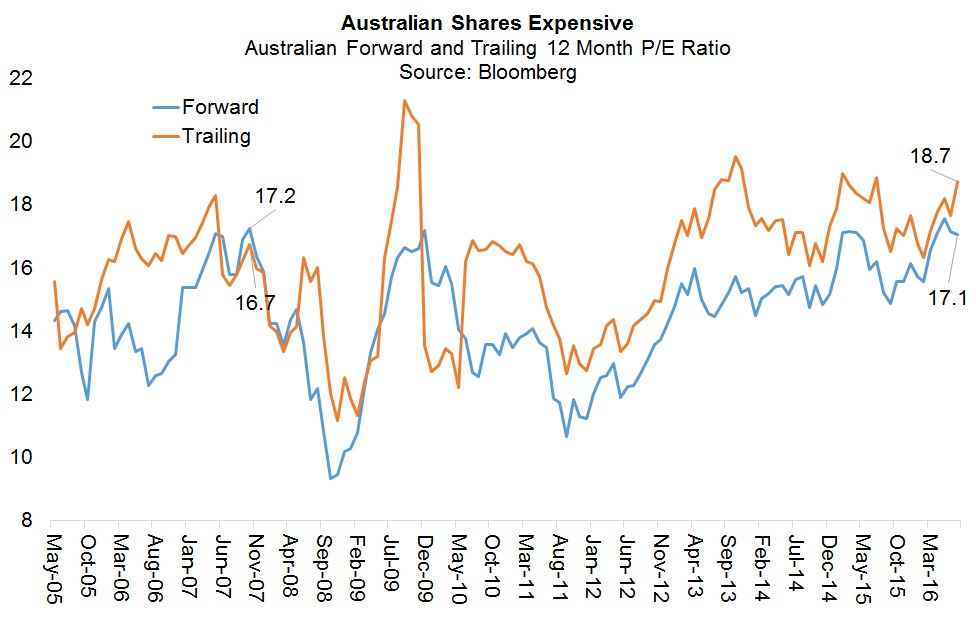 Australian Shares Expensive
Australian Forward and Trailing 12 Month P/E Ratio
Source: Bloomberg
22
20
18
16
14
12
10
8
Forward
Trailing
17.2
16.7
18.7
17.1
May-05
Oct-05
Mar-06
Aug-06
Jan-07
Jun-07
Nov-07
Apr-08
Sep-08
Feb-09
Jul-09
Dec-09
May-10
Oct-10
Mar-11
Aug-11
Jan-12
Jun-12
Nov-12
Apr-13
Sep-13
Feb-14
Jul-14
Dec-14
May-15
Oct-15
Mar-16